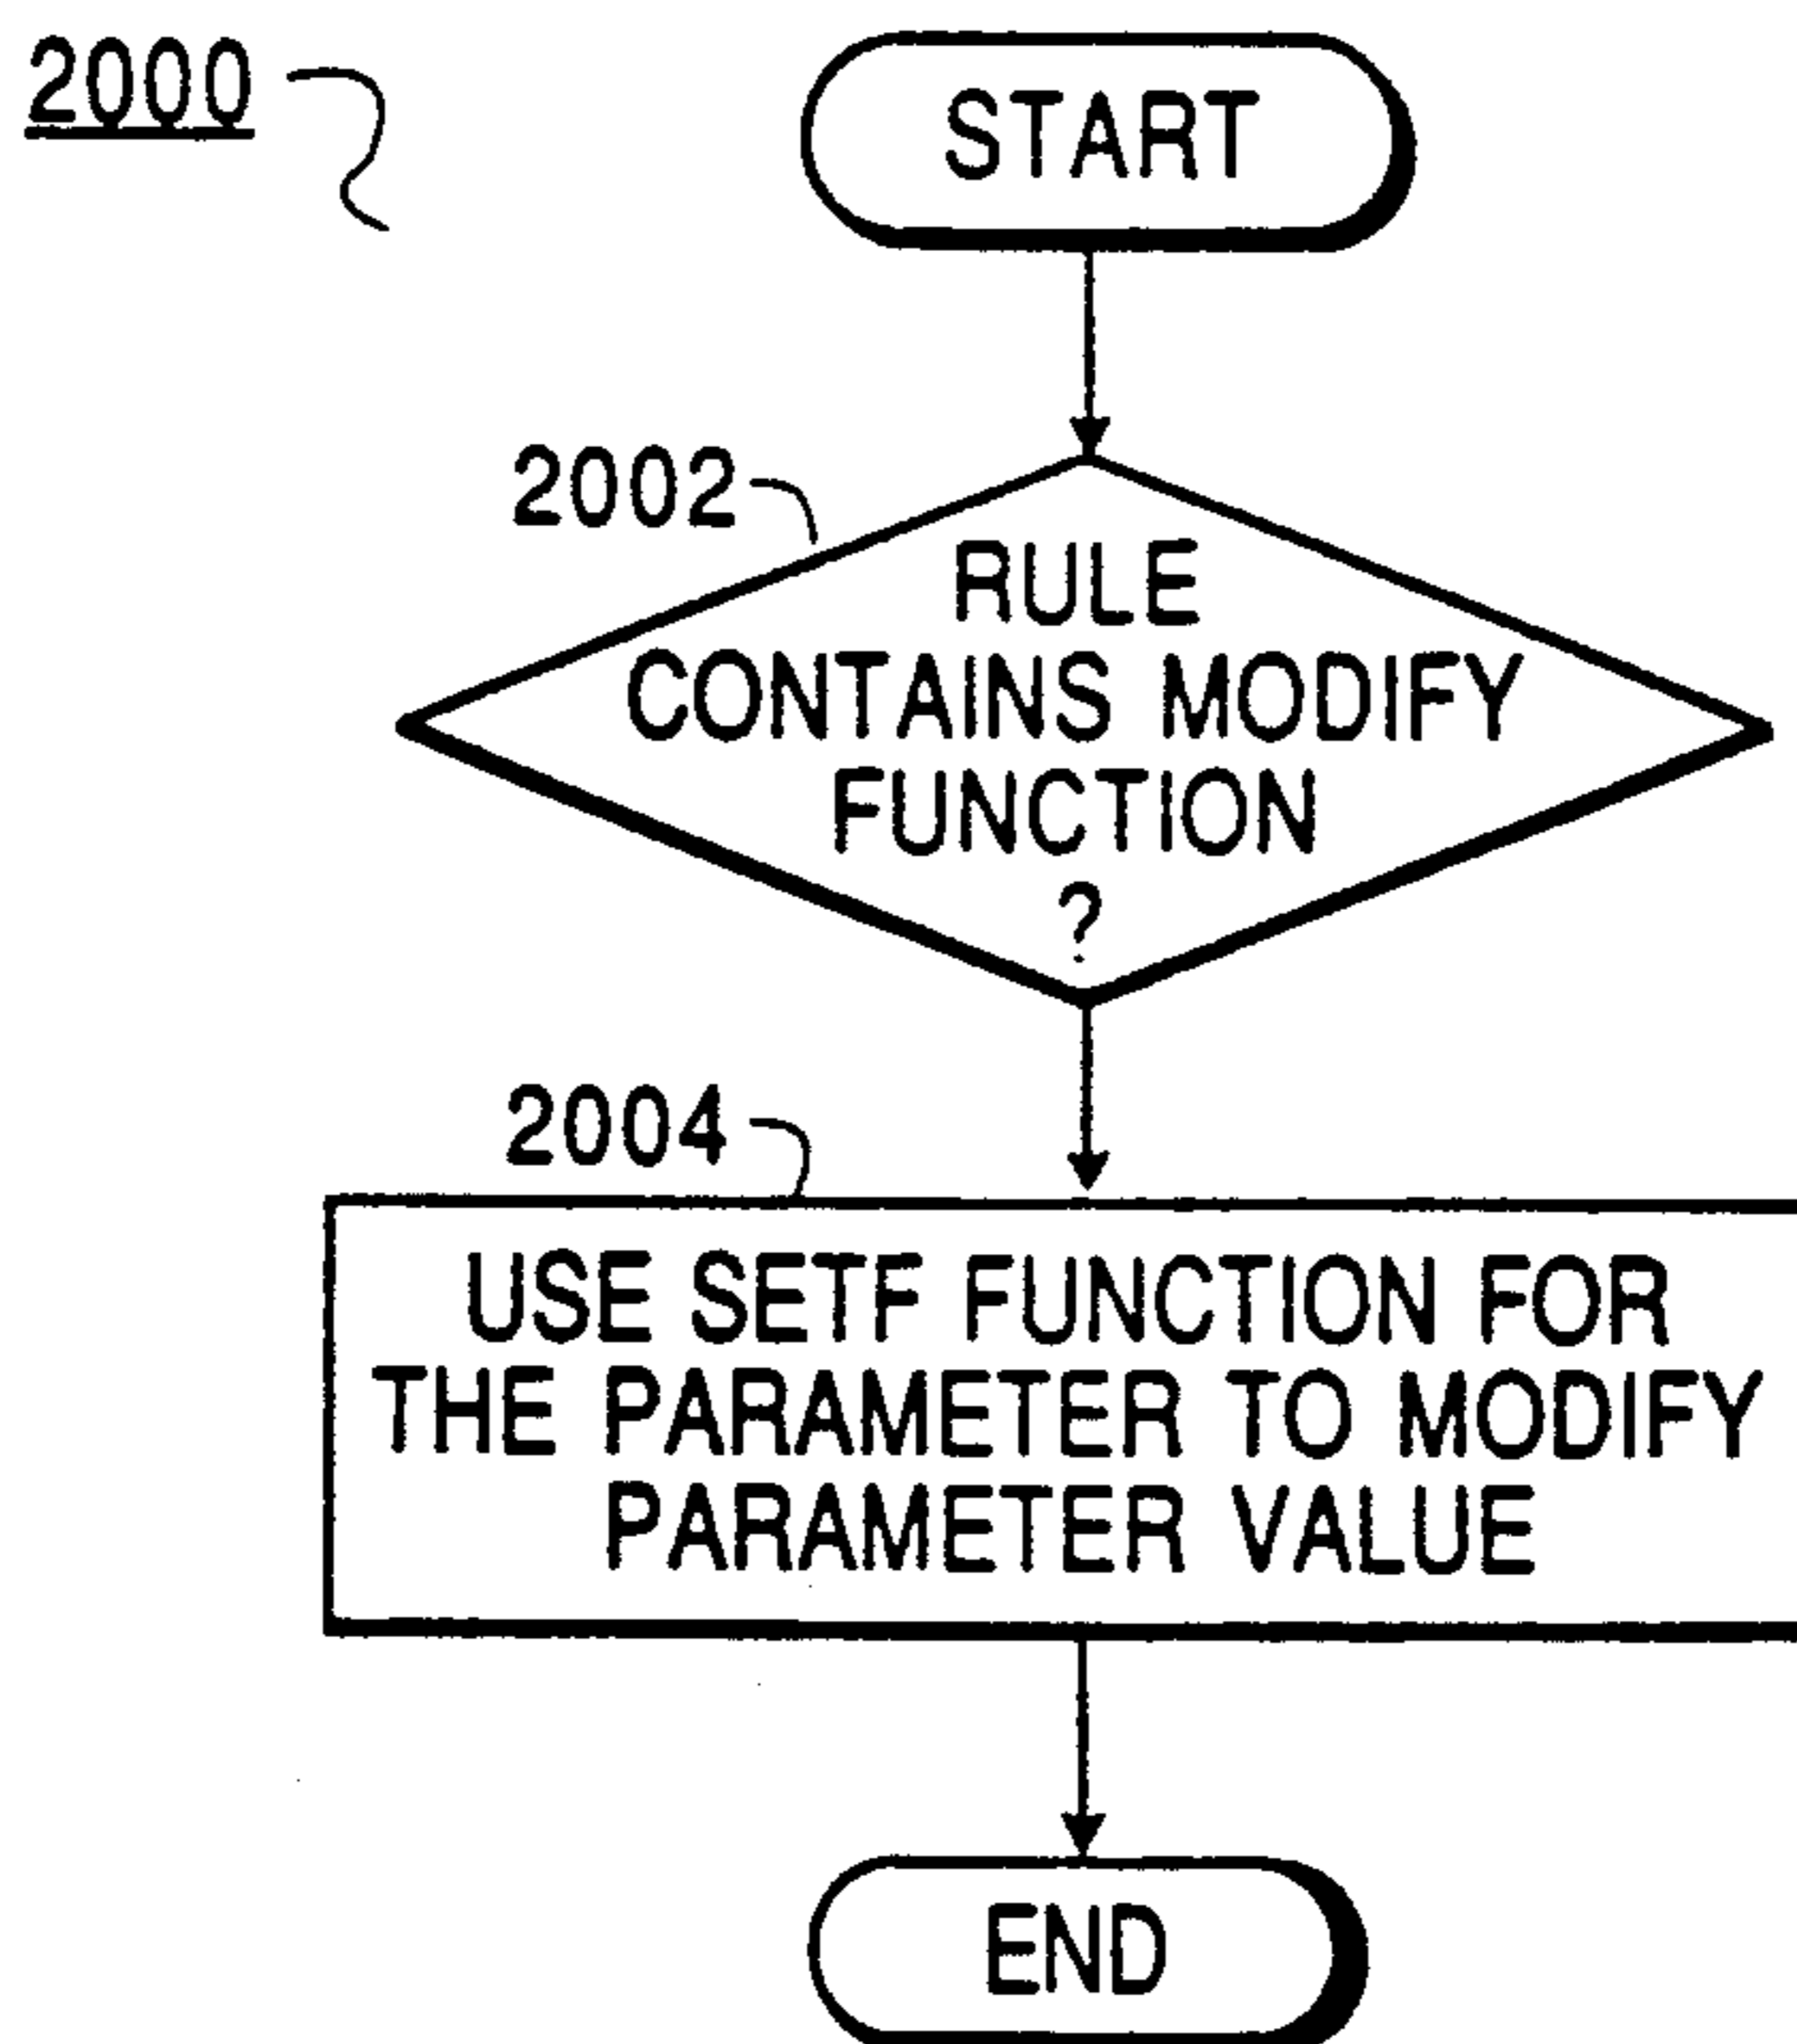 2000
START
2002
RULE
CONTAINS MODIFY
FUNCTION
?
2004
USE SETF FUNCTION FOR
THE PARAMETER TO MODIFY
PARAMETER VALUE
END